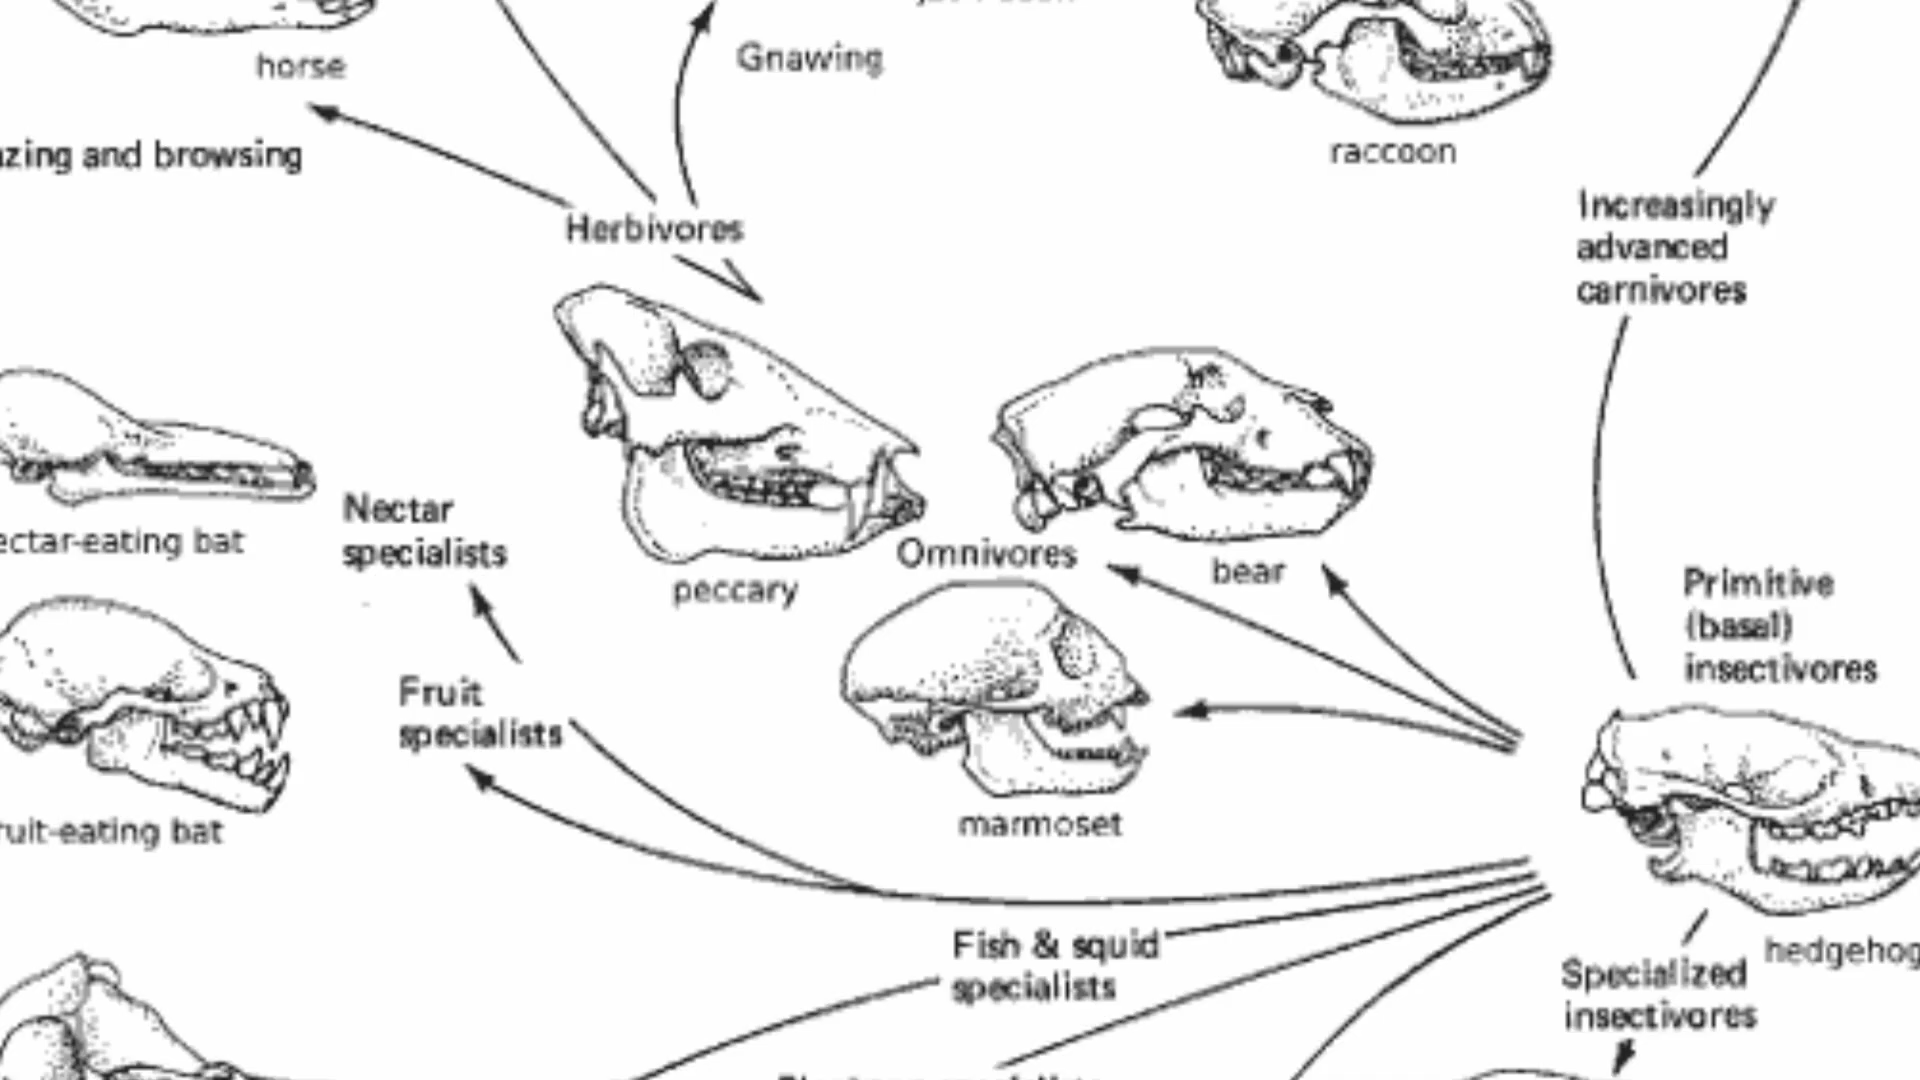 horse
Gnawing
raccoon
azing and browsing
Herbivores
Increasingly
advanced
carnivores
Nectar
specialists
ectar-eating bat
peccary
Omnivores
bear
Primitive
(basal)
insectivores
Fruit
specialists
ruit-eating bat
marmoset
Fish & squid
specialists
hedgehog
Specialized
insectivores